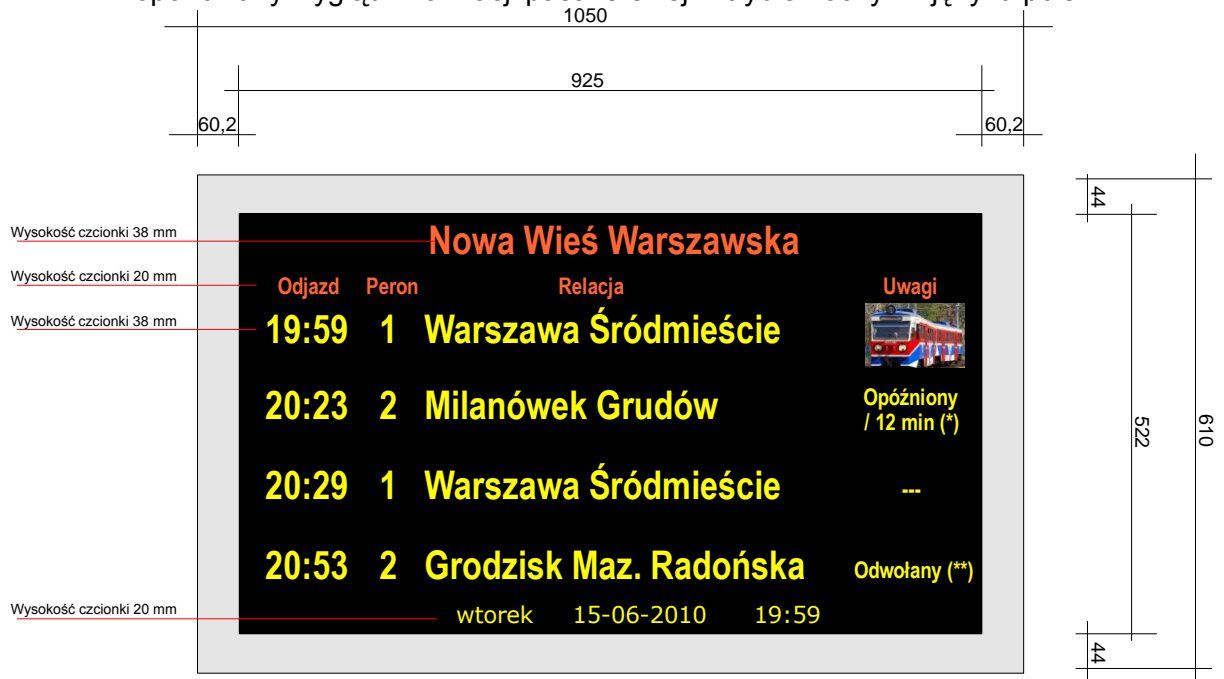 1050
925
60,2 60,2
44
Wysokość czcionki 38 mm
Nowa Wieś Warszawska
Wysokość czcionki 20 mm
Odjazd Peron Relacja Uwagi
Wysokość czcionki 38 mm
19:59 1 Warszawa Śródmieście
20:23 2 Milanówek Grudów Opóźniony
/ 12 min (*)
522
610
20:29 1 Warszawa Śródmieście ---
20:53 2 Grodzisk Maz. Radońska Odwołany (**)
Wysokość czcionki 20 mm
wtorek 15-06-2010 19:59
44